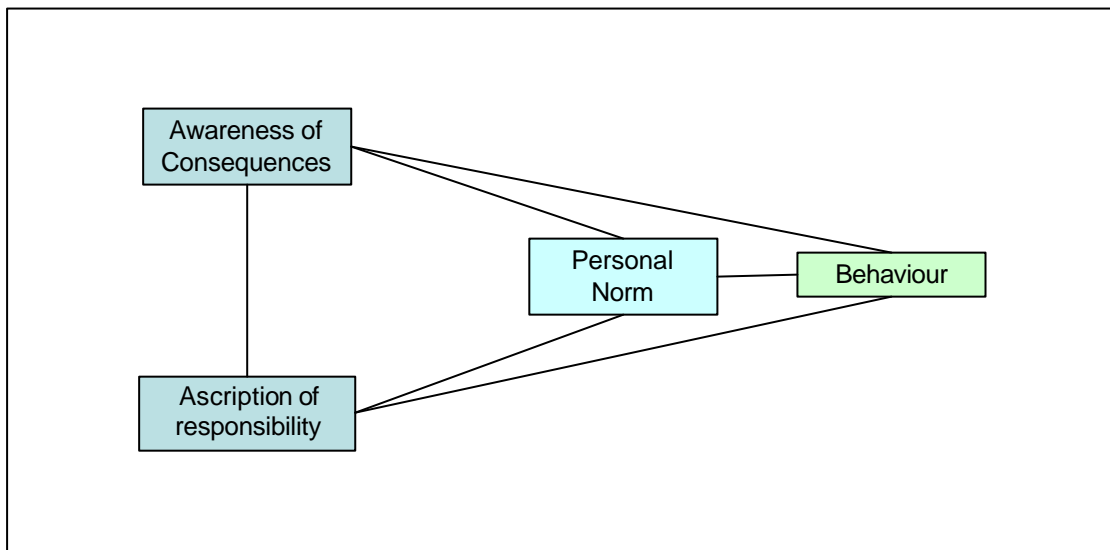 Awareness of
Consequences
Personal
Norm
Behaviour
Ascription of
responsibility